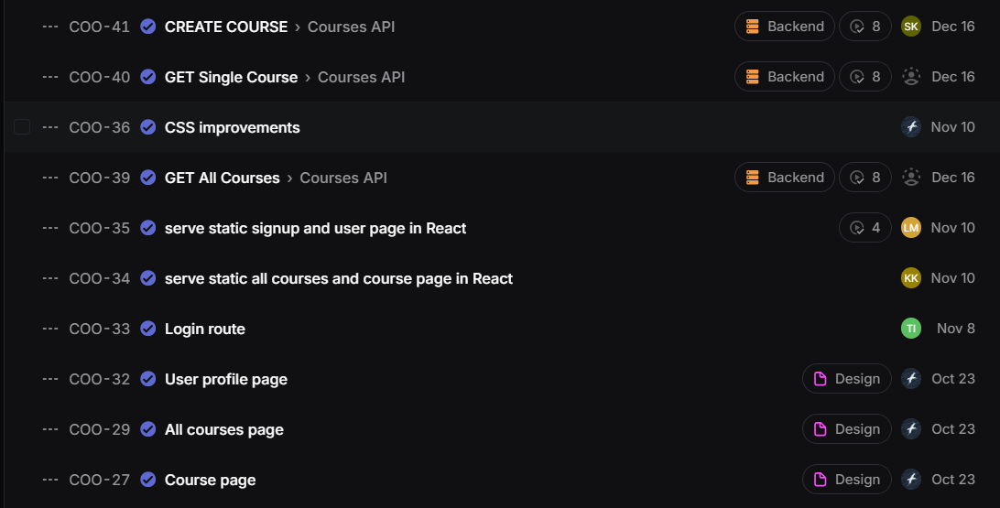 --- COO-41 CREATE COURSE › Courses API Backend 8 SK Dec 16
--- COO-40 GET Single Course › Courses API Backend 8 Dec 16
--- COO-36 CSS improvements Nov 10
--- COO-39 GET All Courses › Courses API Backend 8 Dec 16
--- COO-35 serve static signup and user page in React 4 LM Nov 10
--- COO-34 serve static all courses and course page in React KK Nov 10
--- COO-33 Login route TI Nov 8
--- COO-32 User profile page Design Oct 23
--- COO-29 All courses page Design Oct 23
--- COO-27 Course page Design Oct 23